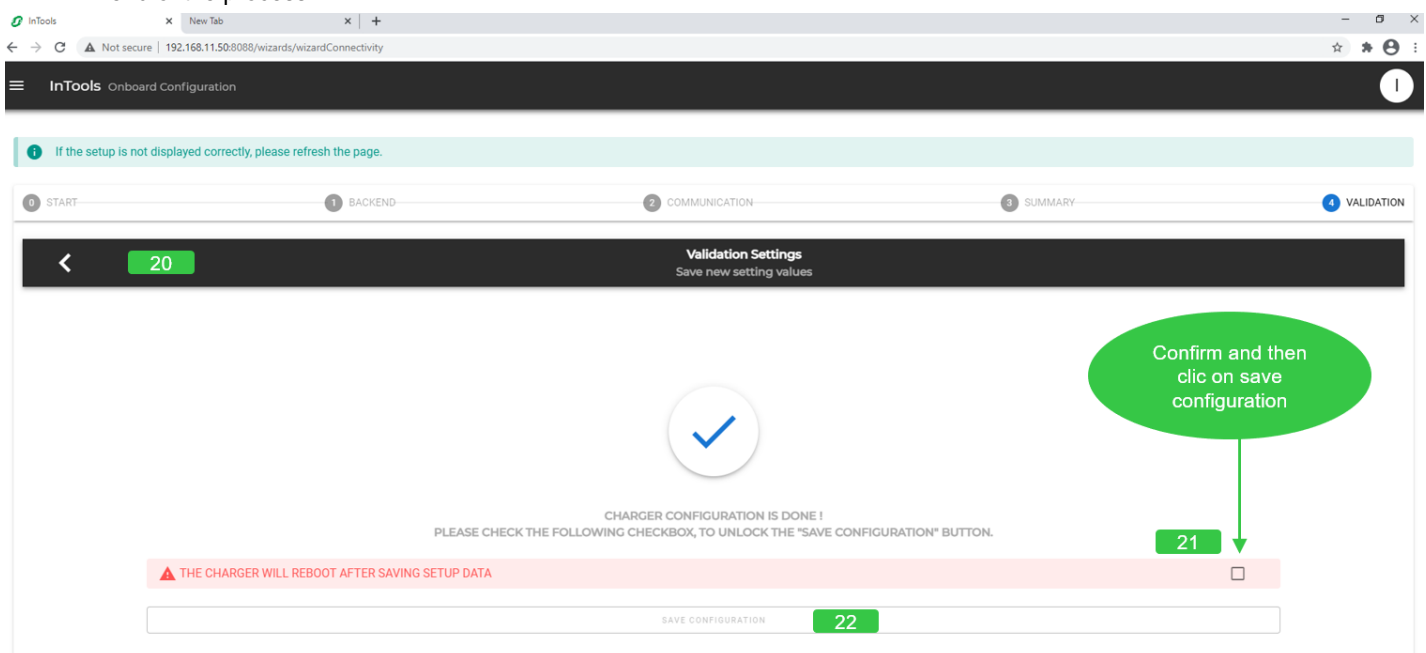 InTools × New Tab × +
Not secure | 192.168.11.50:8088/wizards/wizardConnectivity
InTools Onboard Configuration I
If the setup is not displayed correctly, please refresh the page.
0 START 1 BACKEND 2 COMMUNICATION 3 SUMMARY 4 VALIDATION
20 Validation Settings
Save new setting values
Confirm and then
clic on save
configuration
CHARGER CONFIGURATION IS DONE !
PLEASE CHECK THE FOLLOWING CHECKBOX, TO UNLOCK THE "SAVE CONFIGURATION" BUTTON.
21
THE CHARGER WILL REBOOT AFTER SAVING SETUP DATA
SAVE CONFIGURATION 22